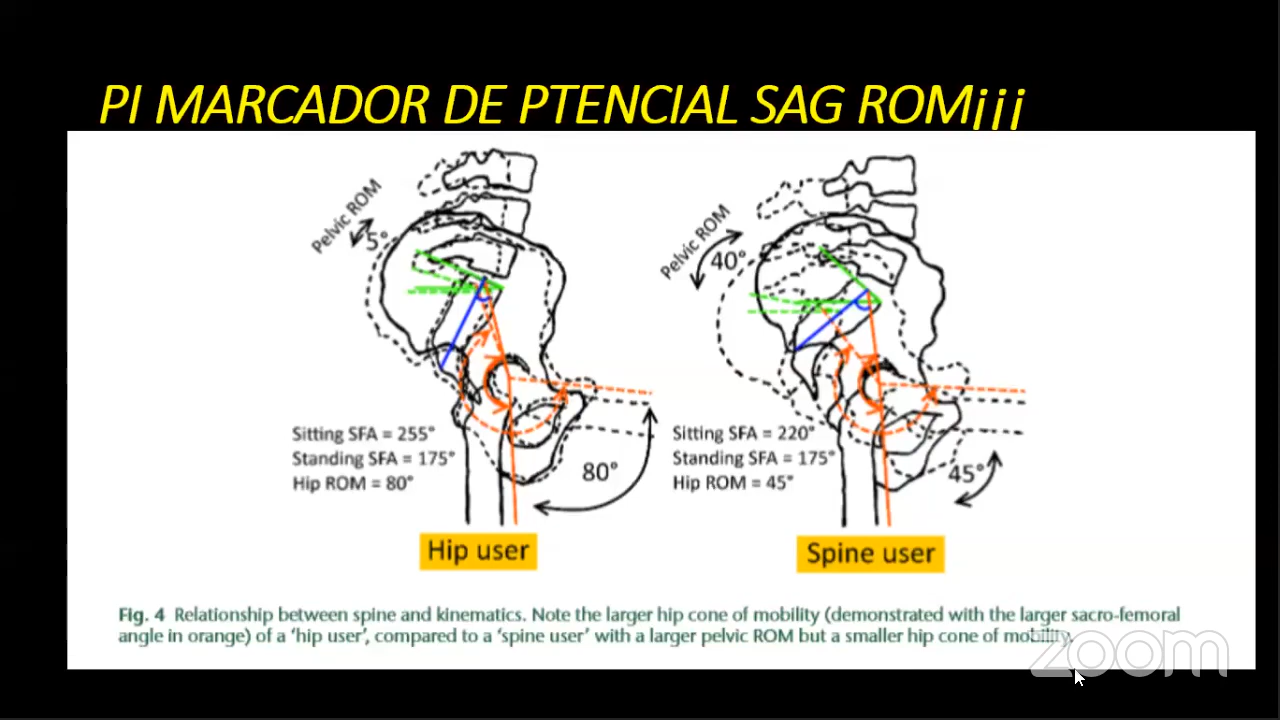 PI MARCADOR DE PTENCIAL SAG ROM¡¡¡
Pelvic ROM
5°
Sitting SFA = 255°
Standing SFA = 175°
Hip ROM = 80°
80°
Hip user
Pelvic ROM
40°
Sitting SFA = 220°
Standing SFA = 175°
Hip ROM = 45°
45°
Spine user
Fig. 4 Relationship between spine and kinematics. Note the larger hip cone of mobility (demonstrated with the larger sacro-femoral
angle in orange) of a ‘hip user’, compared to a ‘spine user’ with a larger pelvic ROM but a smaller hip cone of mobility.
zoom